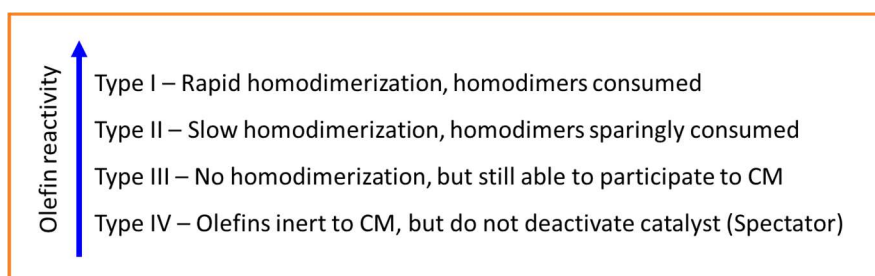 Olefin reactivity
Type I – Rapid homodimerization, homodimers consumed
Type II – Slow homodimerization, homodimers sparingly consumed
Type III – No homodimerization, but still able to participate to CM
Type IV – Olefins inert to CM, but do not deactivate catalyst (Spectator)